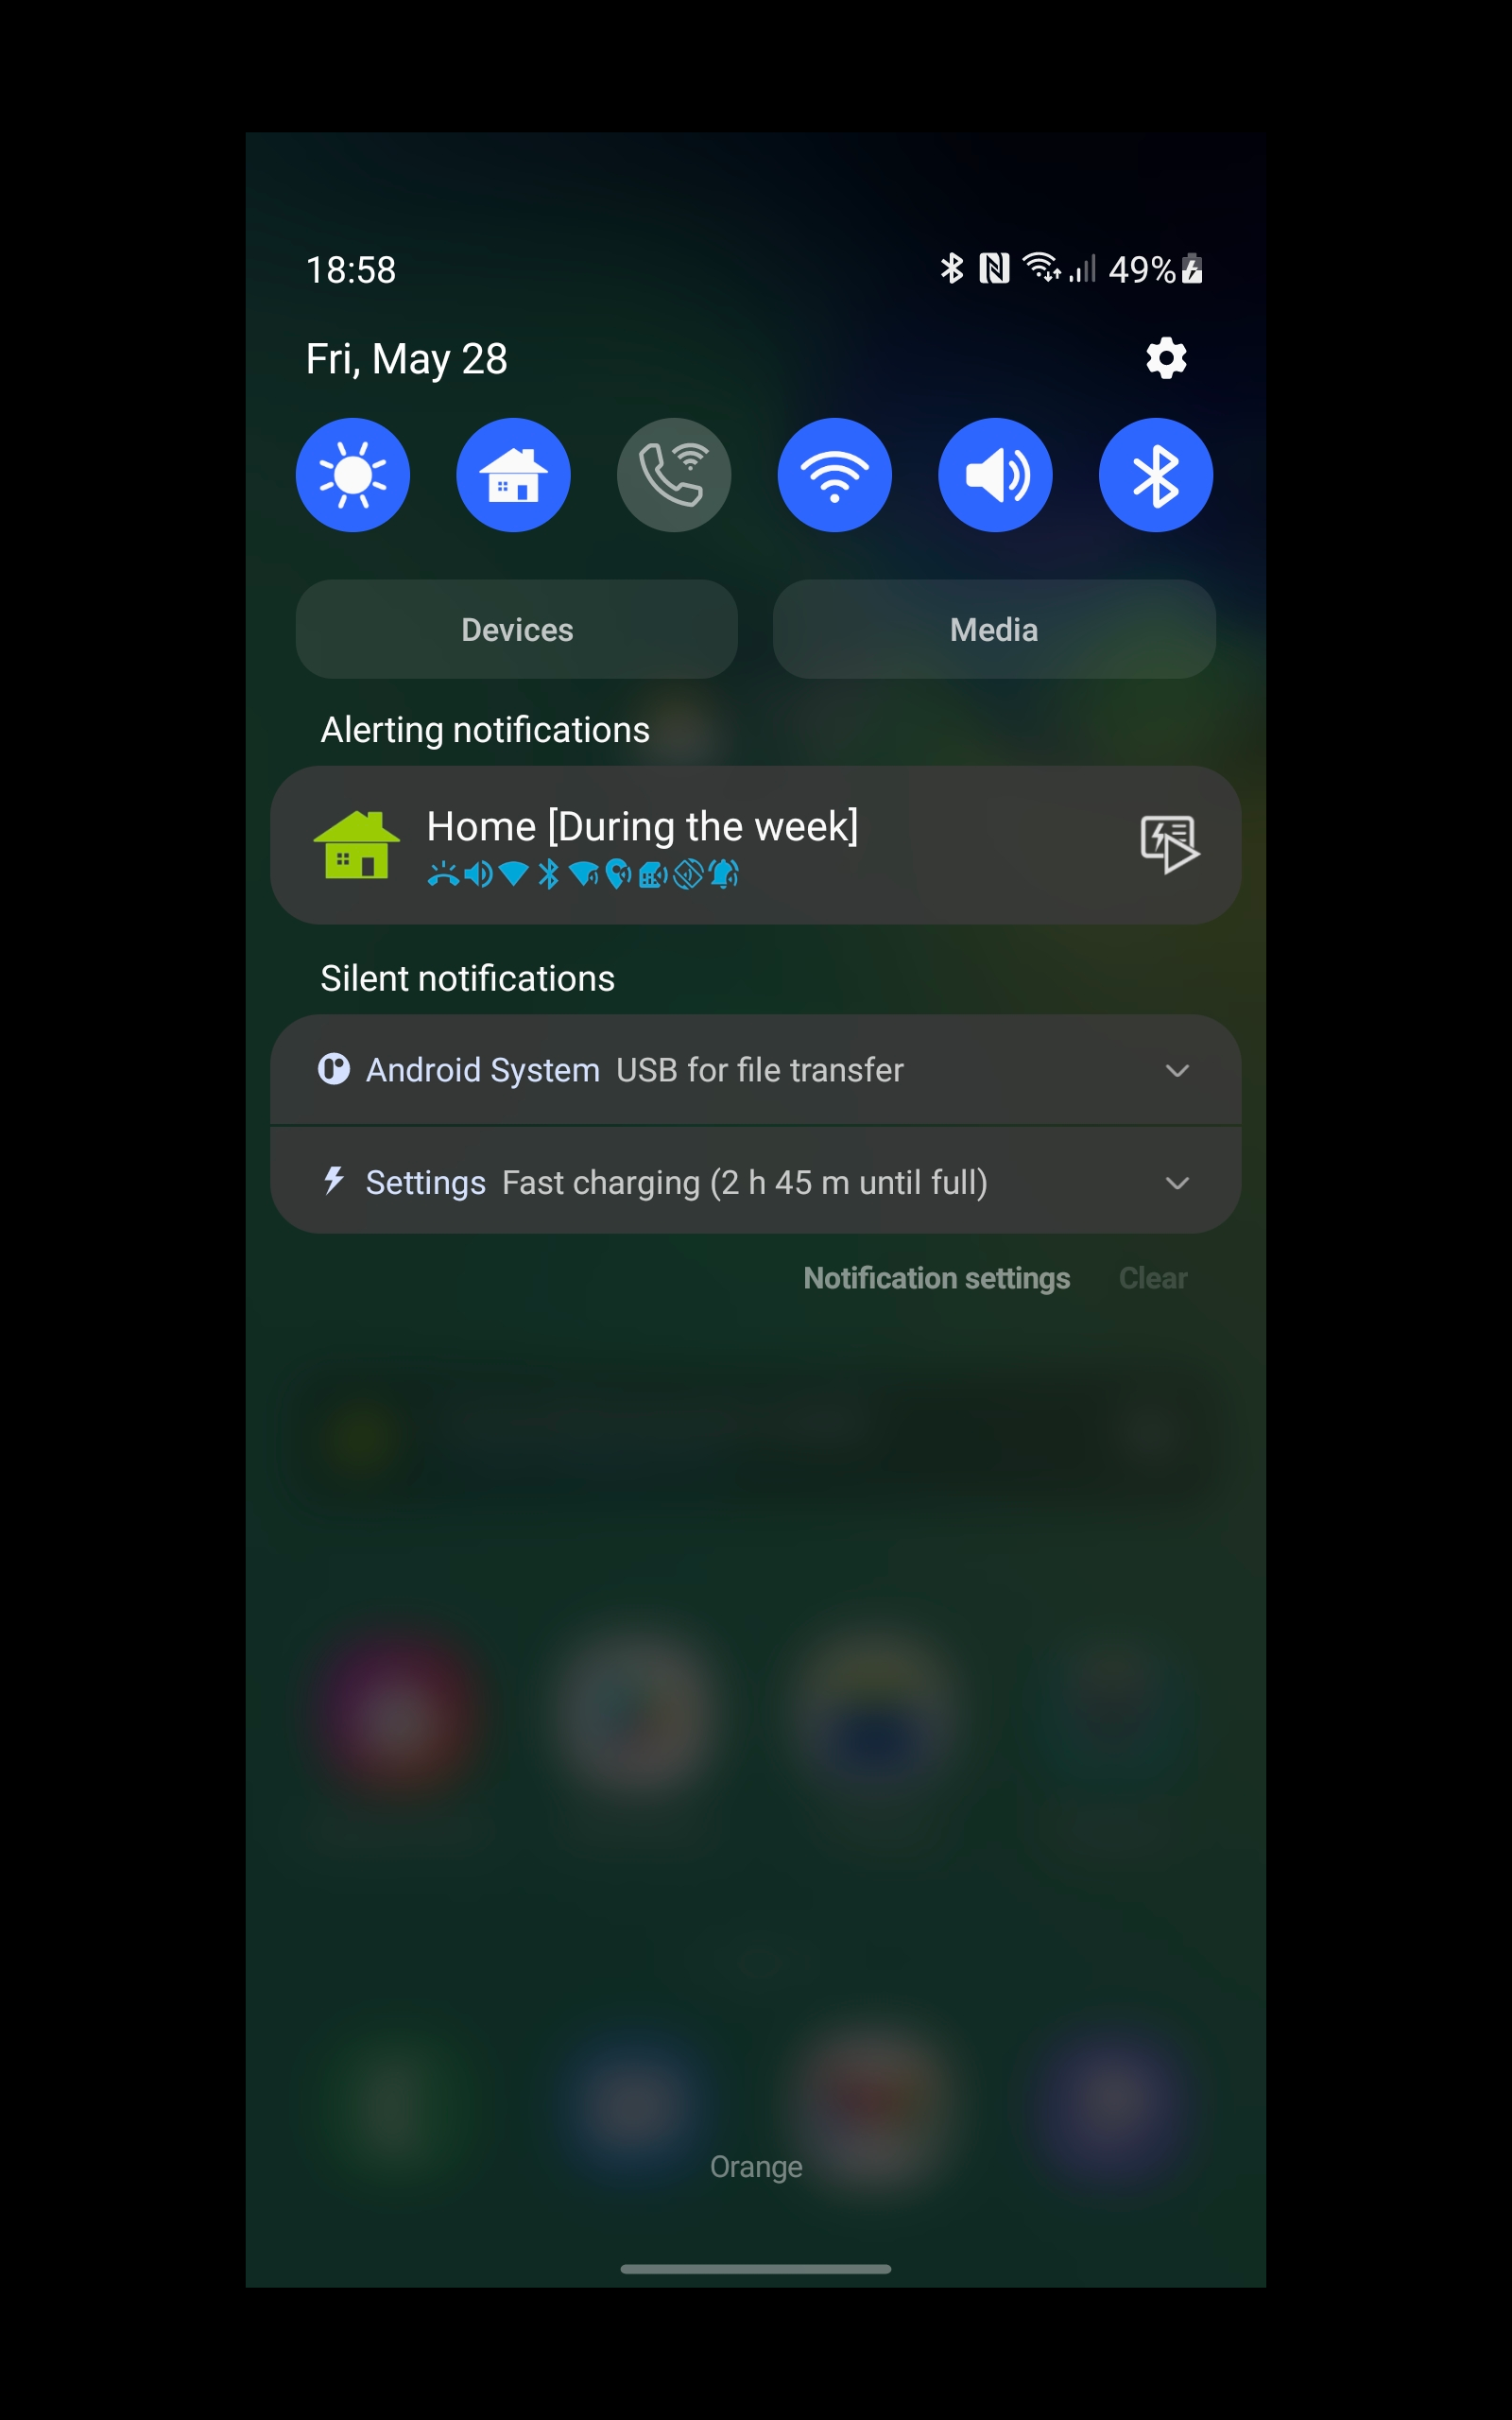 18:58 49%
Fri, May 28
Devices Media
Alerting notifications
Home [During the week]
Silent notifications
Android System USB for file transfer
Settings Fast charging (2 h 45 m until full)
Notification settings Clear
Orange